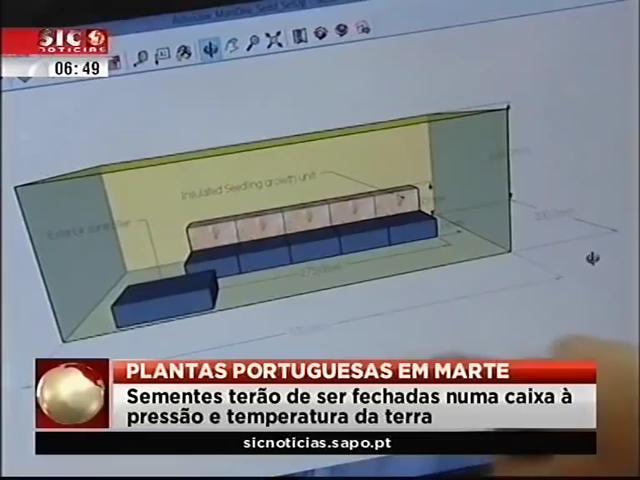 SIC
NOTÍCIAS
06:49
Insulated Seedling growth unit
PLANTAS PORTUGUESAS EM MARTE
Sementes terão de ser fechadas numa caixa à
pressão e temperatura da terra
sicnoticias.sapo.pt